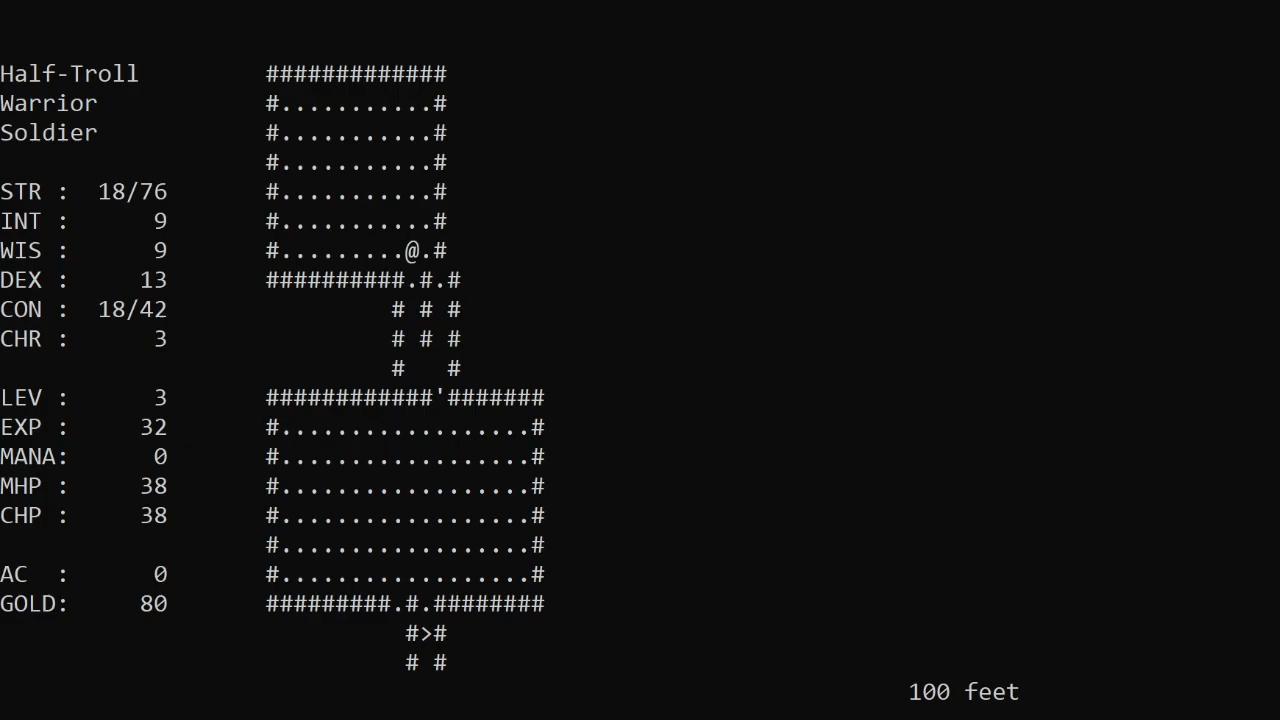 Half-Troll         #############
Warrior            #...........#
Soldier            #...........#
                   #...........#
STR :  18/76       #...........#
INT :      9       #...........#
WIS :      9       #.........@.#
DEX :     13       ##########.#.#
CON :  18/42                # # #
CHR :      3                # # #
                            #   #
LEV :      3       ############'#######
EXP :     32       #..................#
MANA:      0       #..................#
MHP :     38       #..................#
CHP :     38       #..................#
                   #..................#
AC  :      0       #..................#
GOLD:     80       #########.#.########
                             #>#
                             # #
                                                                 100 feet